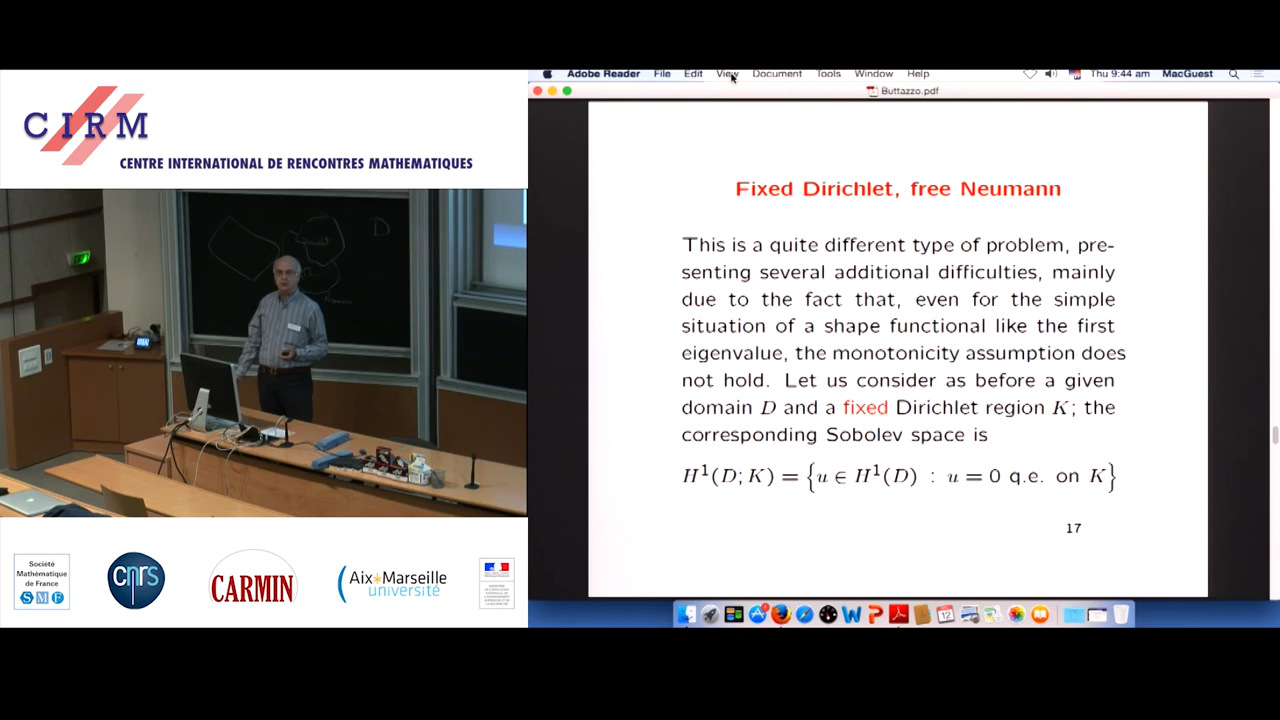 CIRM
CENTRE INTERNATIONAL DE RENCONTRES MATHEMATIQUES
D
Société
Mathématique
de France
SMF
cnrs
CARMIN
Aix*Marseille
université
Adobe Reader File Edit View Document Tools Window Help Thu 9:44 am MacGuest
Buttazzo.pdf
Fixed Dirichlet, free Neumann
This is a quite different type of problem, pre-
senting several additional difficulties, mainly
due to the fact that, even for the simple
situation of a shape functional like the first
eigenvalue, the monotonicity assumption does
not hold. Let us consider as before a given
domain D and a fixed Dirichlet region K; the
corresponding Sobolev space is
H¹(D; K) = {u ∈ H¹(D) : u = 0 q.e. on K}
17